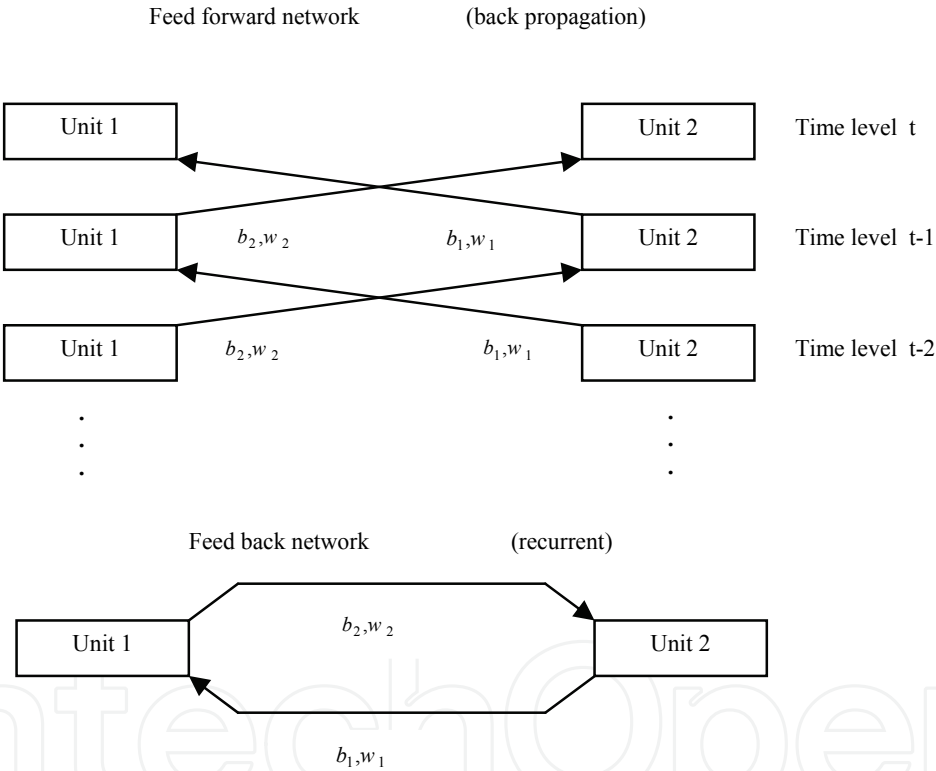 Feed forward network (back propagation)
Unit 1 Unit 2 Time level t
Unit 1 b₂,w₂ b₁,w₁ Unit 2 Time level t-1
Unit 1 b₂,w₂ b₁,w₁ Unit 2 Time level t-2
. .
. .
. .
Feed back network (recurrent)
Unit 1 b₂,w₂ Unit 2
b₁,w₁